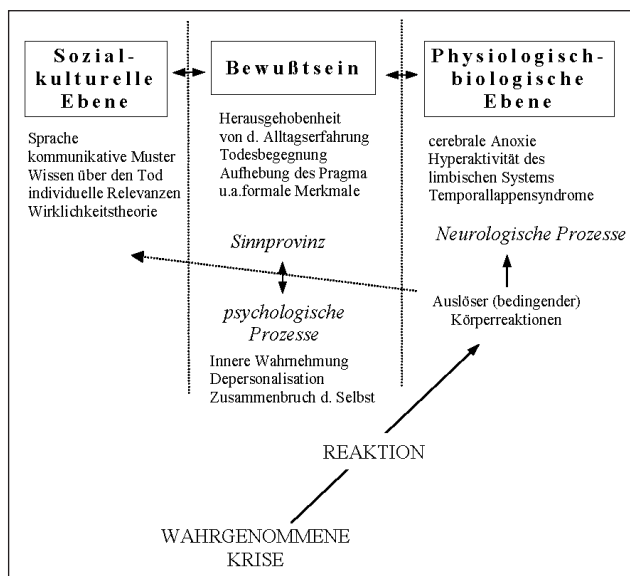 Sozial-
kulturelle
Ebene
Sprache
kommunikative Muster
Wissen über den Tod
individuelle Relevanzen
Wirklichkeitstheorie
Bewußtsein
Herausgehobenheit
von d. Alltagserfahrung
Todesbegegnung
Aufhebung des Pragma
u.a.formale Merkmale
Sinnprovinz
psychologische
Prozesse
Innere Wahrnehmung
Depersonalisation
Zusammenbruch d. Selbst
Physiologisch-
biologische
Ebene
cerebrale Anoxie
Hyperaktivität des
limbischen Systems
Temporallappensyndrome
Neurologische Prozesse
Auslöser (bedingender)
Körperreaktionen
REAKTION
WAHRGENOMMENE
KRISE